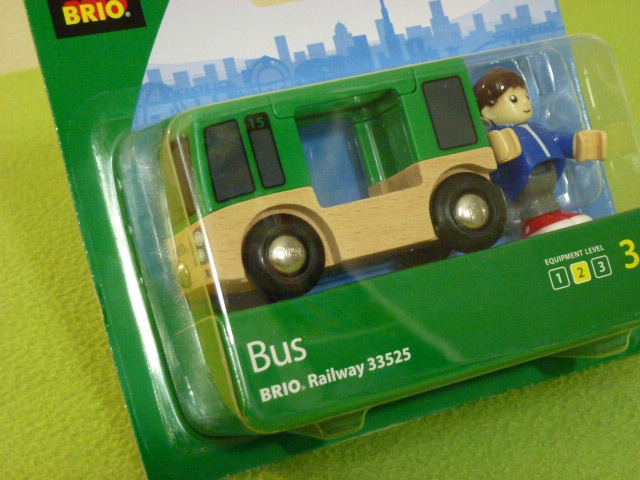 BRIO®
15
EQUIPMENT LEVEL
1 2 3
3
Bus
BRIO® Railway 33525